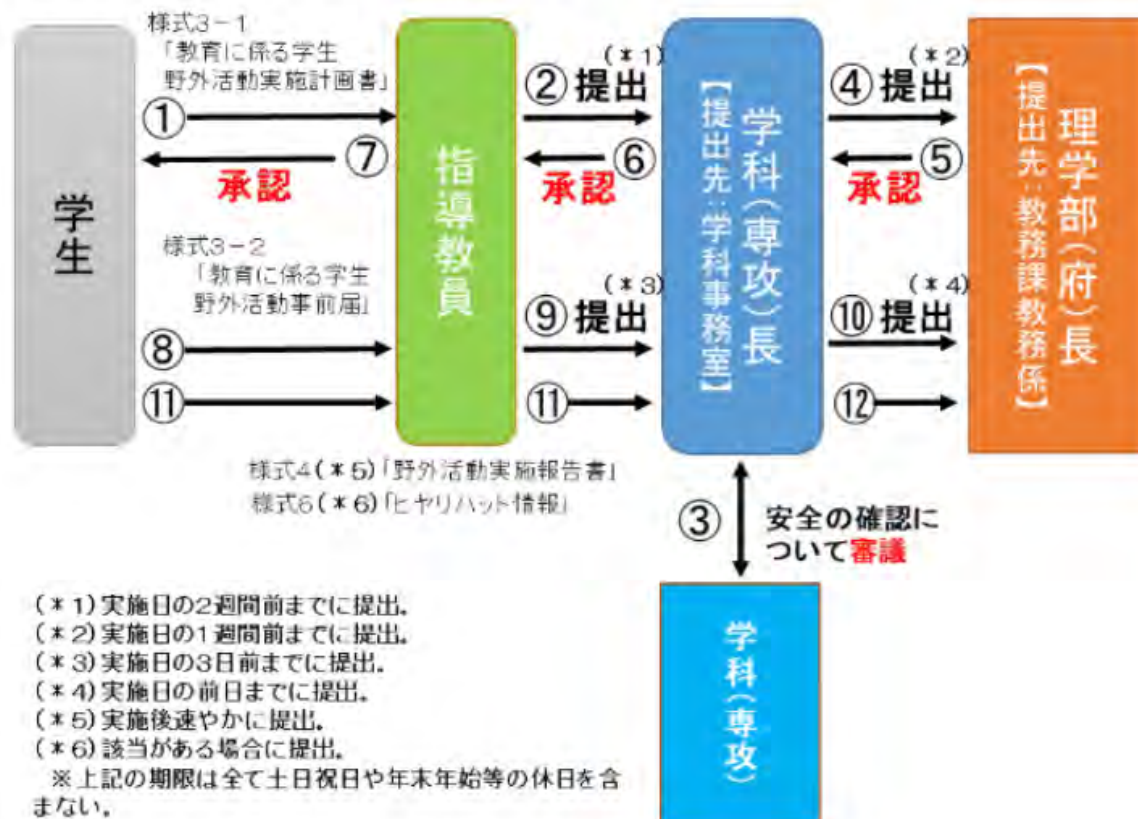 様式3-1
「教育に係る学生
野外活動実施計画書」
①
⑦
承認
学生
様式3-2
「教育に係る学生
野外活動事前届」
⑧
⑪
指導教員
(*1)
②提出
⑥
承認
(*3)
⑨提出
⑪
学科(専攻)長
【提出先:学科事務室】
(*2)
④提出
⑤
承認
(*4)
⑩提出
⑫
理学部(府)長
【提出先:教務課教務係】
様式4(*5)「野外活動実施報告書」
様式6(*6)「ヒヤリハット情報」
③
安全の確認に
ついて審議
学科(専攻)
(*1)実施日の2週間前までに提出。
(*2)実施日の1週間前までに提出。
(*3)実施日の3日前までに提出。
(*4)実施日の前日までに提出。
(*5)実施後速やかに提出。
(*6)該当がある場合に提出。
※上記の期限は全て土日祝日や年末年始等の休日を含
まない。